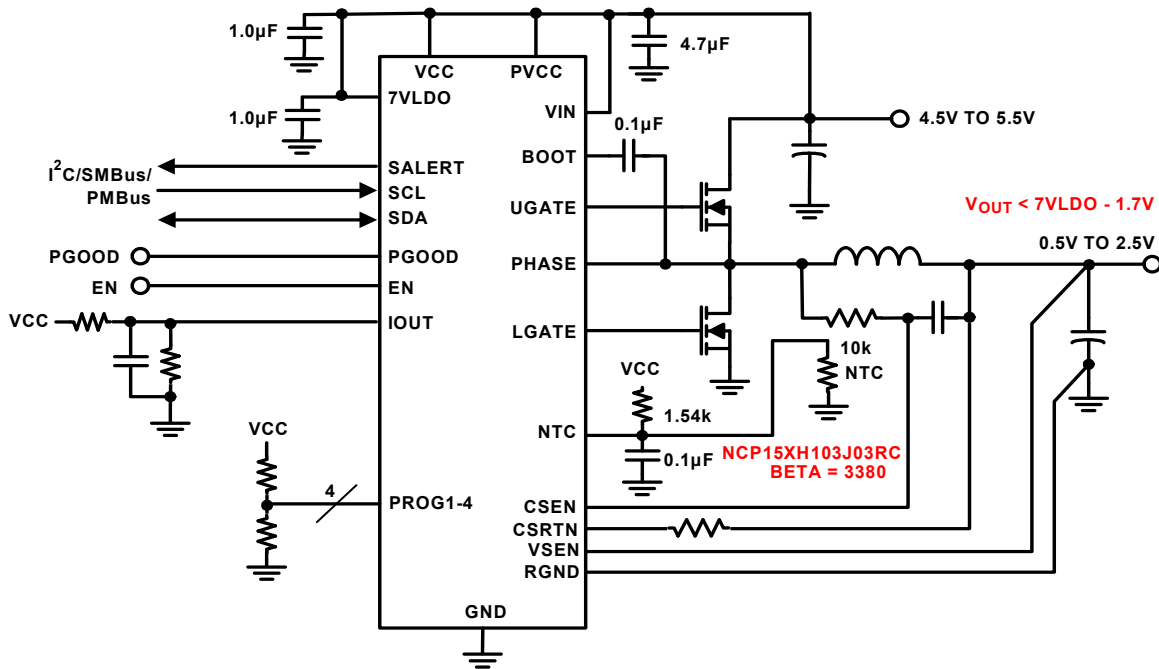 1.0µF
4.7µF
VCC
PVCC
7VLDO
VIN
1.0µF
0.1µF
4.5V TO 5.5V
BOOT
SALERT
I²C/SMBus/
PMBus
SCL
SDA
UGATE
VOUT < 7VLDO - 1.7V
0.5V TO 2.5V
PGOOD
PGOOD
PHASE
EN
EN
VCC
IOUT
LGATE
10k
NTC
VCC
1.54k
NTC
0.1µF
NCP15XH103J03RC
BETA = 3380
VCC
4
PROG1-4
CSEN
CSRTN
VSEN
RGND
GND